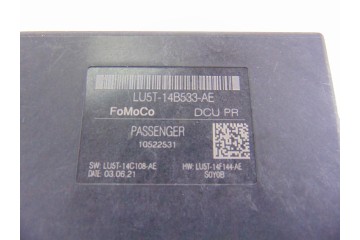 LU5T-14B533-AE
FoMoCo DCU PR
PASSENGER
10522531
SW: LU5T-14C108-AE HW: LU5T-14F144-AE
DATE: 03.06.21 S0Y0B